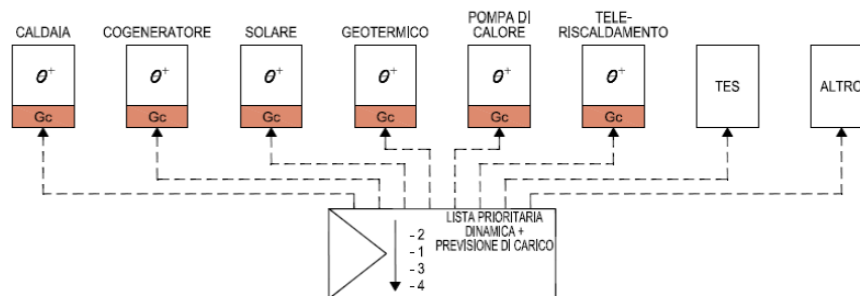 CALDAIA
COGENERATORE
SOLARE
GEOTERMICO
POMPA DI
CALORE
TELE-
RISCALDAMENTO
ϑ+
ϑ+
ϑ+
ϑ+
ϑ+
ϑ+
TES
ALTRO
Gc
Gc
Gc
Gc
Gc
Gc
LISTA PRIORITARIA
DINAMICA +
PREVISIONE DI CARICO
- 2
- 1
- 3
- 4